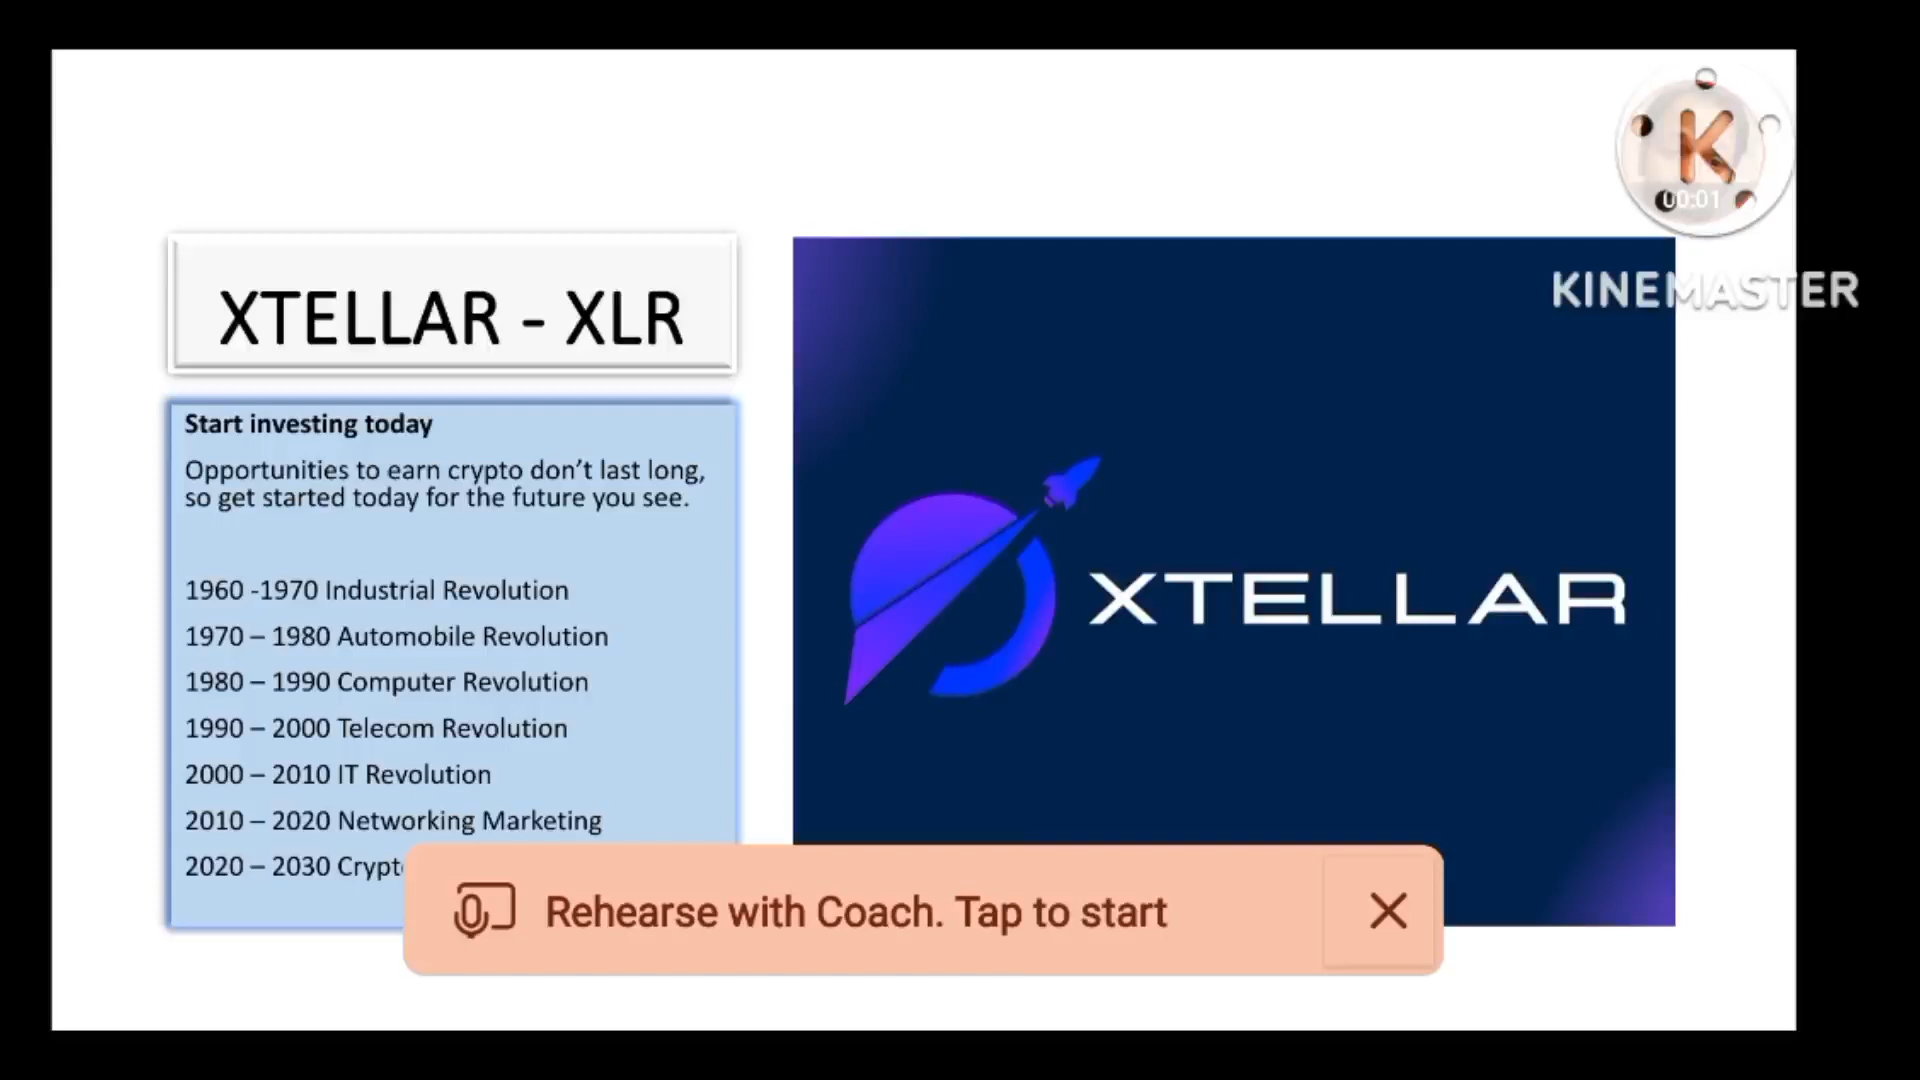 K
00:01
KINEMASTER
XTELLAR - XLR
Start investing today
Opportunities to earn crypto don’t last long,
so get started today for the future you see.
1960 -1970 Industrial Revolution
1970 – 1980 Automobile Revolution
1980 – 1990 Computer Revolution
1990 – 2000 Telecom Revolution
2000 – 2010 IT Revolution
2010 – 2020 Networking Marketing
2020 – 2030
XTELLAR
Rehearse with Coach. Tap to start